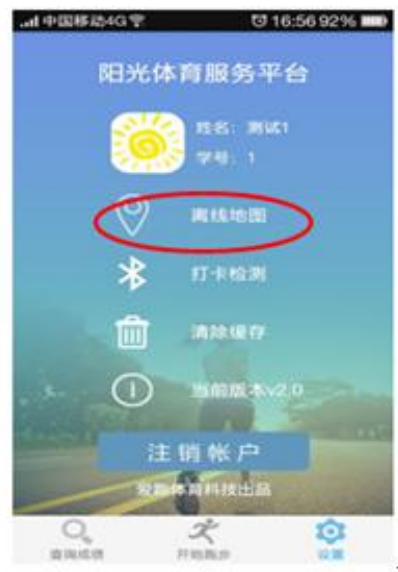 中国移动4G 16:56 92%
阳光体育服务平台
姓名：测试1
学号：1
离线地图
打卡检测
清除缓存
当前版本v2.0
注销帐户
爱跑体育科技出品
查询成绩 开始跑步 设置